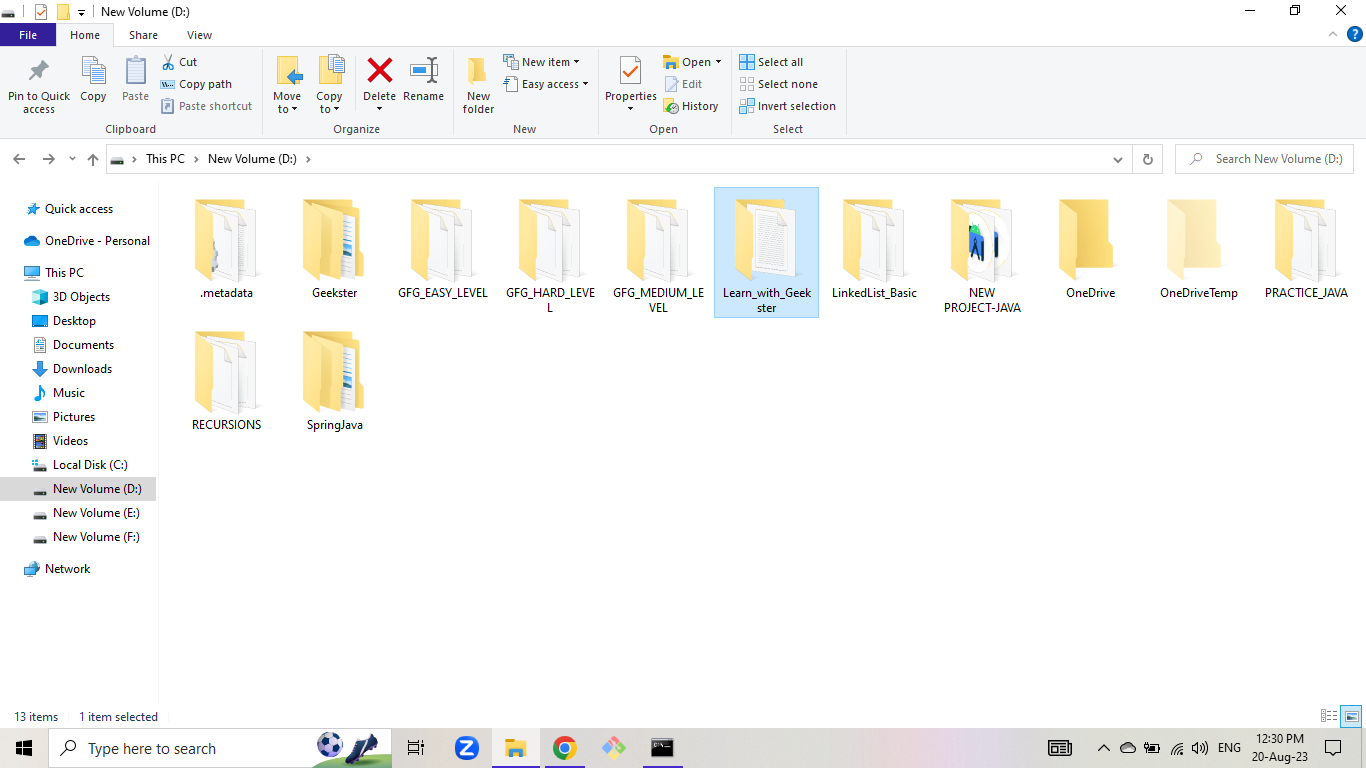 New Volume (D:)
File Home Share View
Pin to Quick access
Copy
Paste
Cut
Copy path
Paste shortcut
Clipboard
Move to
Copy to
Delete
Rename
Organize
New folder
New item
Easy access
New
Properties
Open
Edit
History
Open
Select all
Select none
Invert selection
Select
This PC > New Volume (D:) >
Search New Volume (D:)
Quick access
OneDrive - Personal
This PC
3D Objects
Desktop
Documents
Downloads
Music
Pictures
Videos
Local Disk (C:)
New Volume (D:)
New Volume (E:)
New Volume (F:)
Network
.metadata
Geekster
GFG_EASY_LEVEL
GFG_HARD_LEVE
L
GFG_MEDIUM_LE
VEL
Learn_with_Geek
ster
LinkedList_Basic
NEW
PROJECT-JAVA
OneDrive
OneDriveTemp
PRACTICE_JAVA
RECURSIONS
SpringJava
13 items 1 item selected
Type here to search
Z
C:\.
ENG
12:30 PM
20-Aug-23